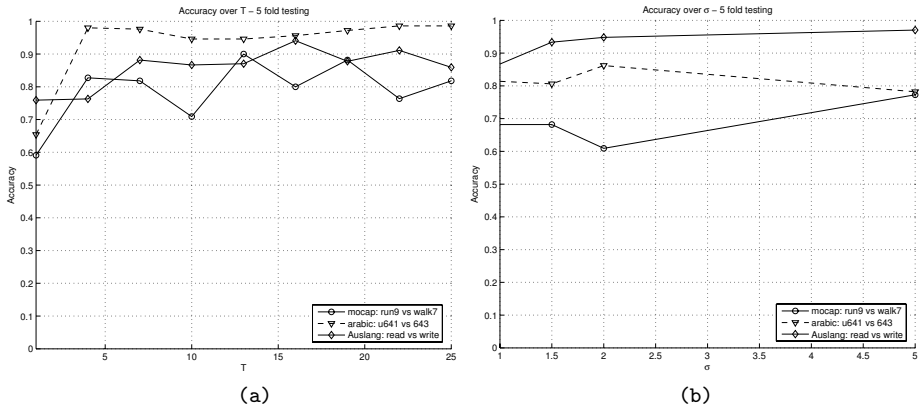 Accuracy over T − 5 fold testing
1
0.9
0.8
0.7
0.6
0.5
0.4
0.3
0.2
0.1
0
5
10
15
20
25
Accuracy
T
mocap: run9 vs walk7
arabic: u641 vs 643
Auslang: read vs write
(a)
Accuracy over σ − 5 fold testing
1
0.9
0.8
0.7
0.6
0.5
0.4
0.3
0.2
0.1
0
1
1.5
2
2.5
3
3.5
4
4.5
5
Accuracy
σ
mocap: run9 vs walk7
arabic: u641 vs 643
Auslang: read vs write
(b)